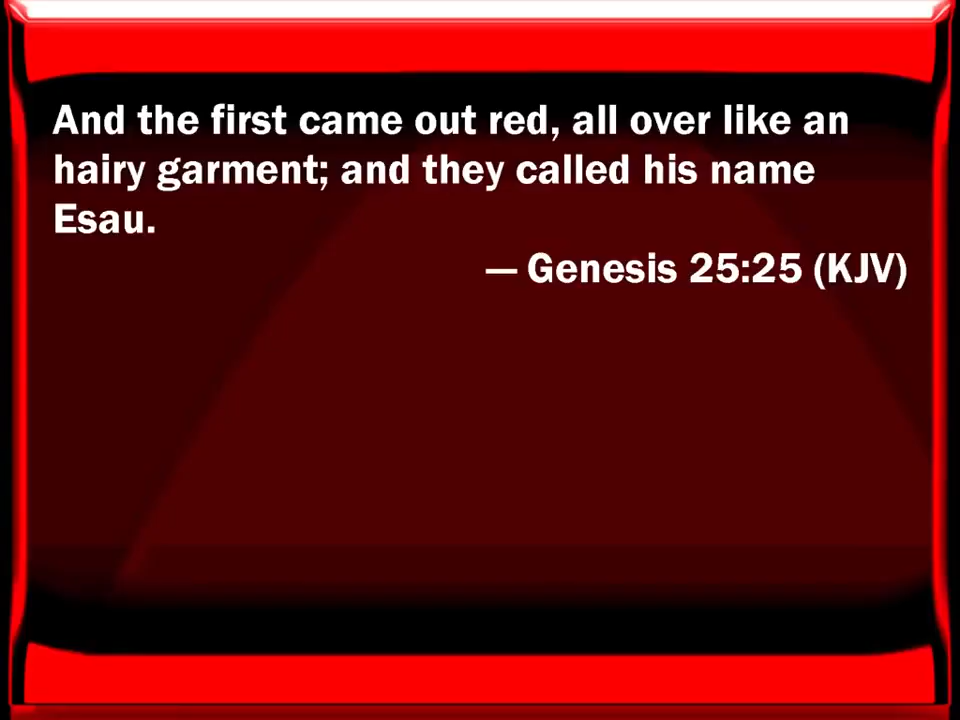 And the first came out red, all over like an
hairy garment; and they called his name
Esau.
— Genesis 25:25 (KJV)